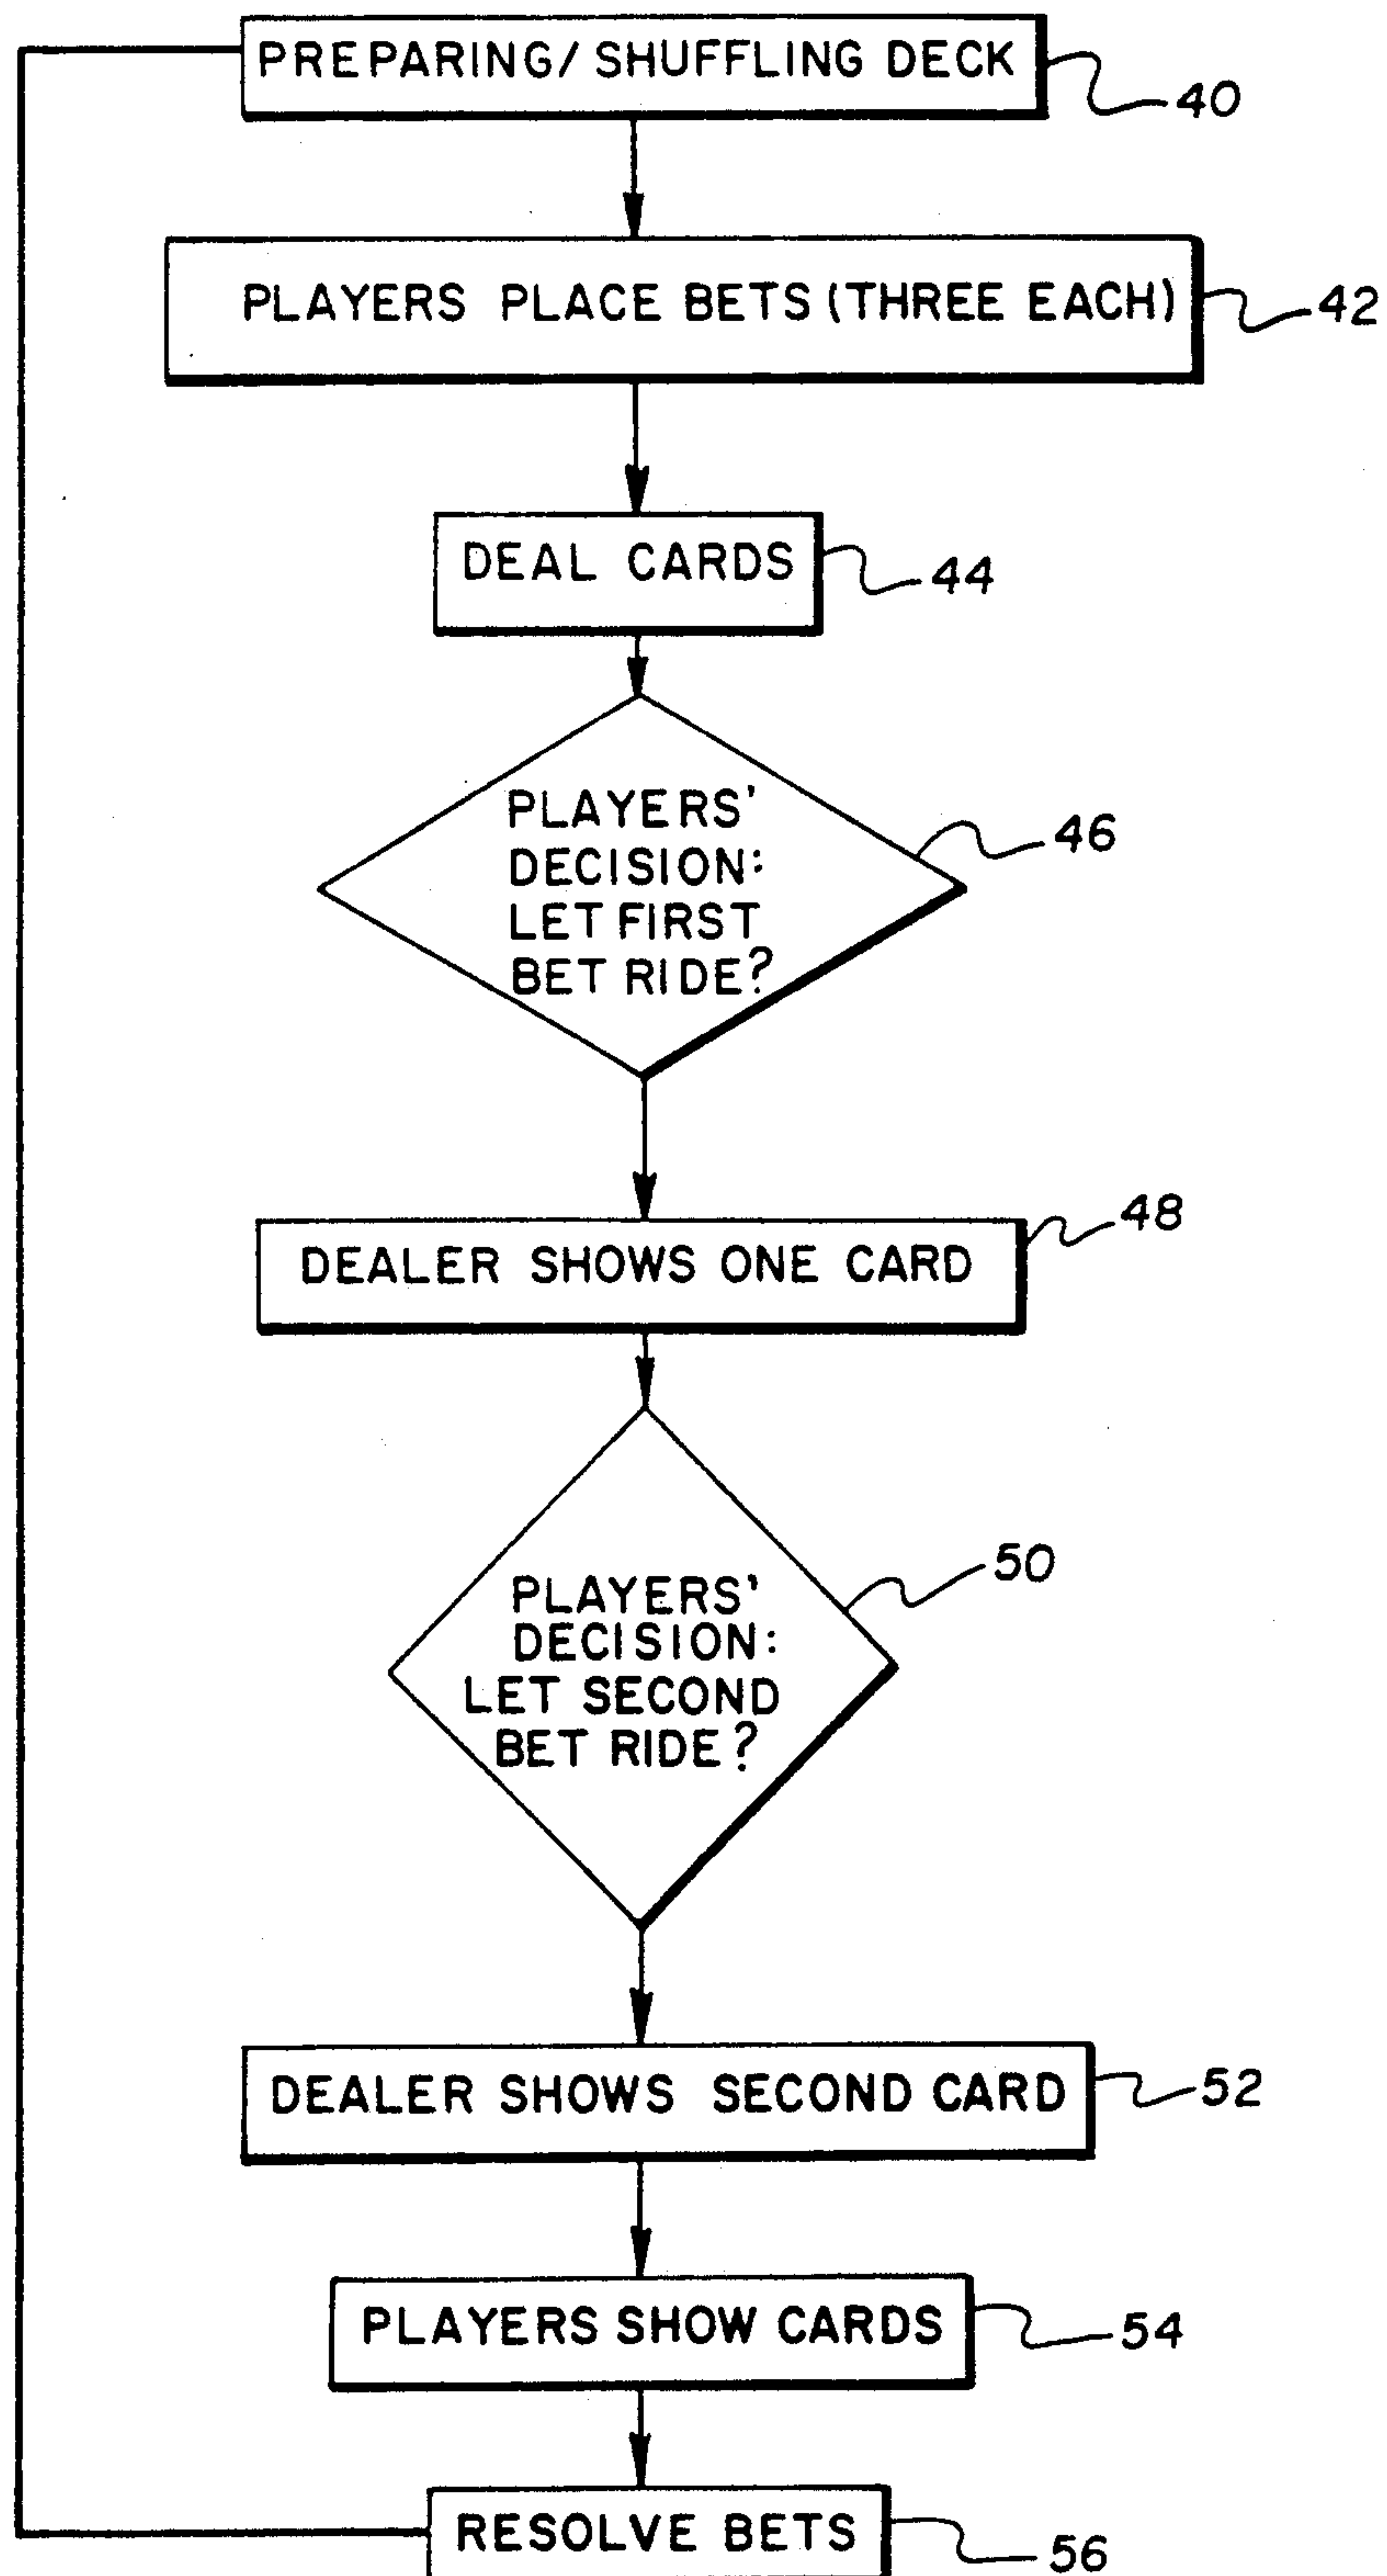 PREPARING/ SHUFFLING DECK
40
PLAYERS PLACE BETS (THREE EACH)
42
DEAL CARDS
44
PLAYERS'
DECISION:
LET FIRST
BET RIDE?
46
DEALER SHOWS ONE CARD
48
PLAYERS'
DECISION:
LET SECOND
BET RIDE?
50
DEALER SHOWS SECOND CARD
52
PLAYERS SHOW CARDS
54
RESOLVE BETS
56